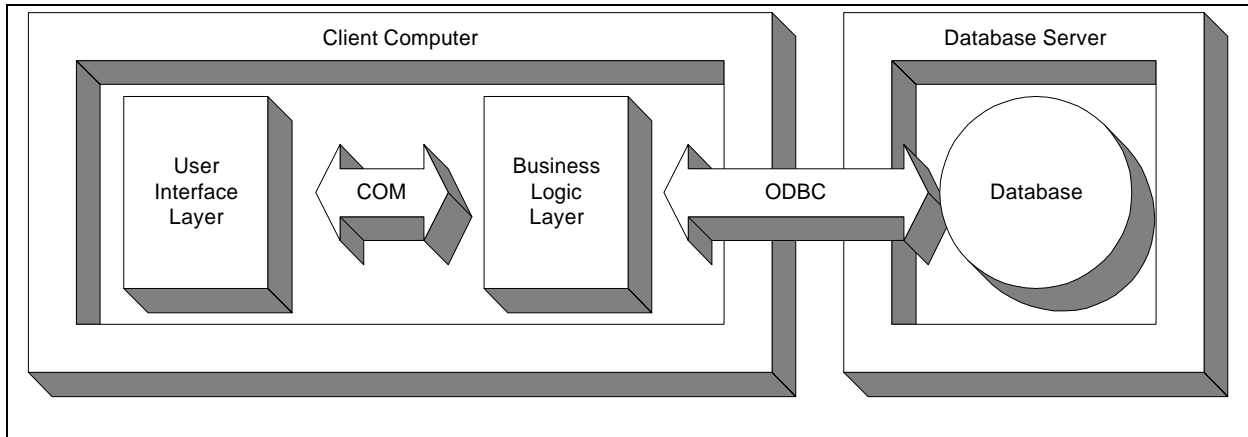 Client Computer
Database Server
User
Interface
Layer
COM
Business
Logic
Layer
ODBC
Database